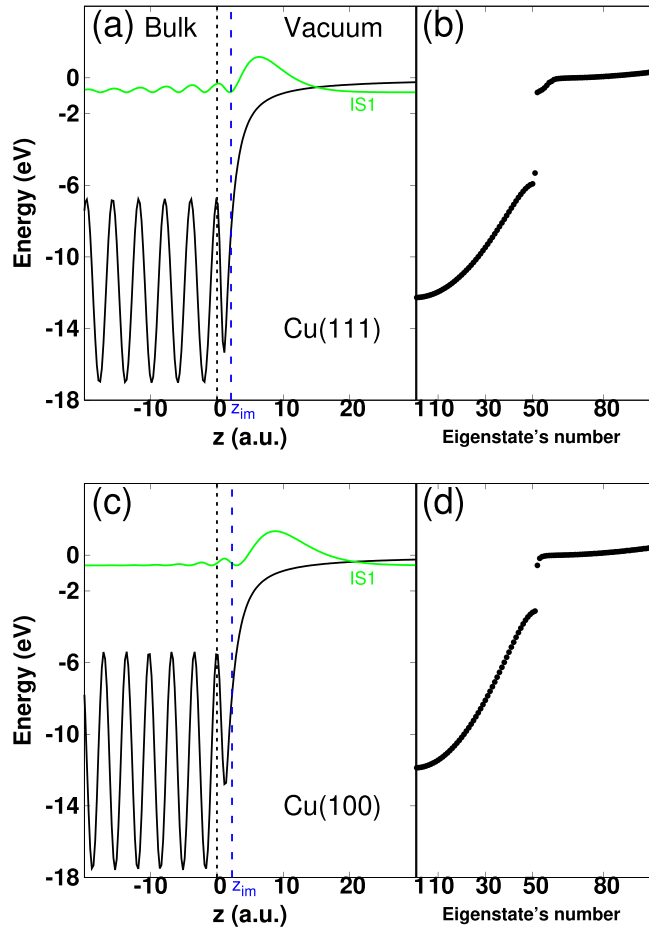 (a) Bulk Vacuum (b)
0
-2
-6
-10
-14
-18
Energy (eV)
IS1
Cu(111)
-10 0 z_im 10 20 1 10 30 50 80
z (a.u.) Eigenstate's number
(c) (d)
0
-2
-6
-10
-14
-18
Energy (eV)
IS1
Cu(100)
-10 0 z_im 10 20 1 10 30 50 80
z (a.u.) Eigenstate's number